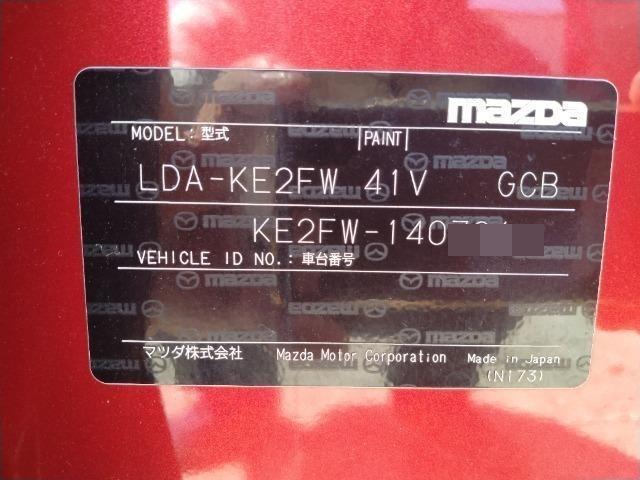 mazda
MODEL:型式 PAINT
LDA-KE2FW 41V GCB
KE2FW-140
VEHICLE ID NO.:車台番号
マツダ株式会社 Mazda Motor Corporation Made in Japan
(N173)